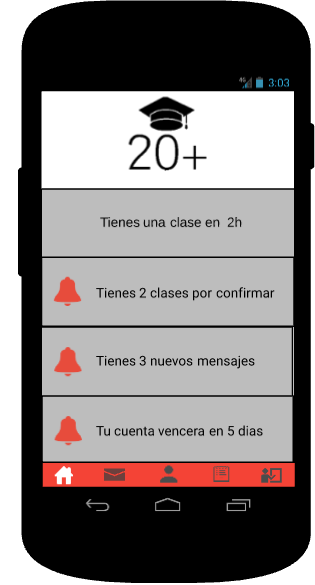 4G 3:03
20+
Tienes una clase en 2h
Tienes 2 clases por confirmar
Tienes 3 nuevos mensajes
Tu cuenta vencera en 5 dias